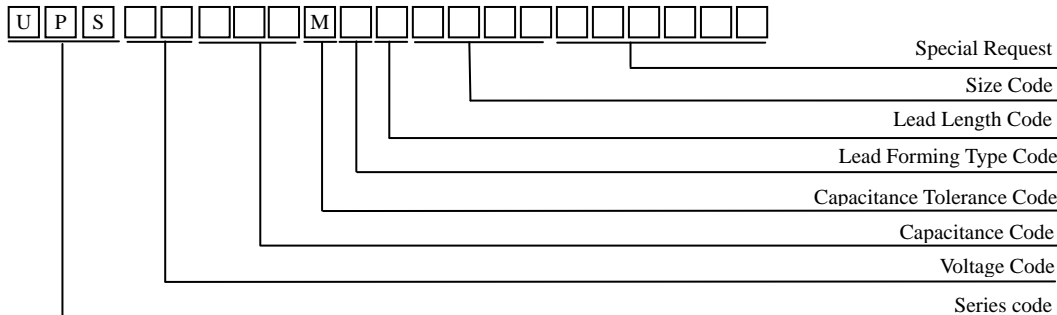 U P S M
Special Request
Size Code
Lead Length Code
Lead Forming Type Code
Capacitance Tolerance Code
Capacitance Code
Voltage Code
Series code